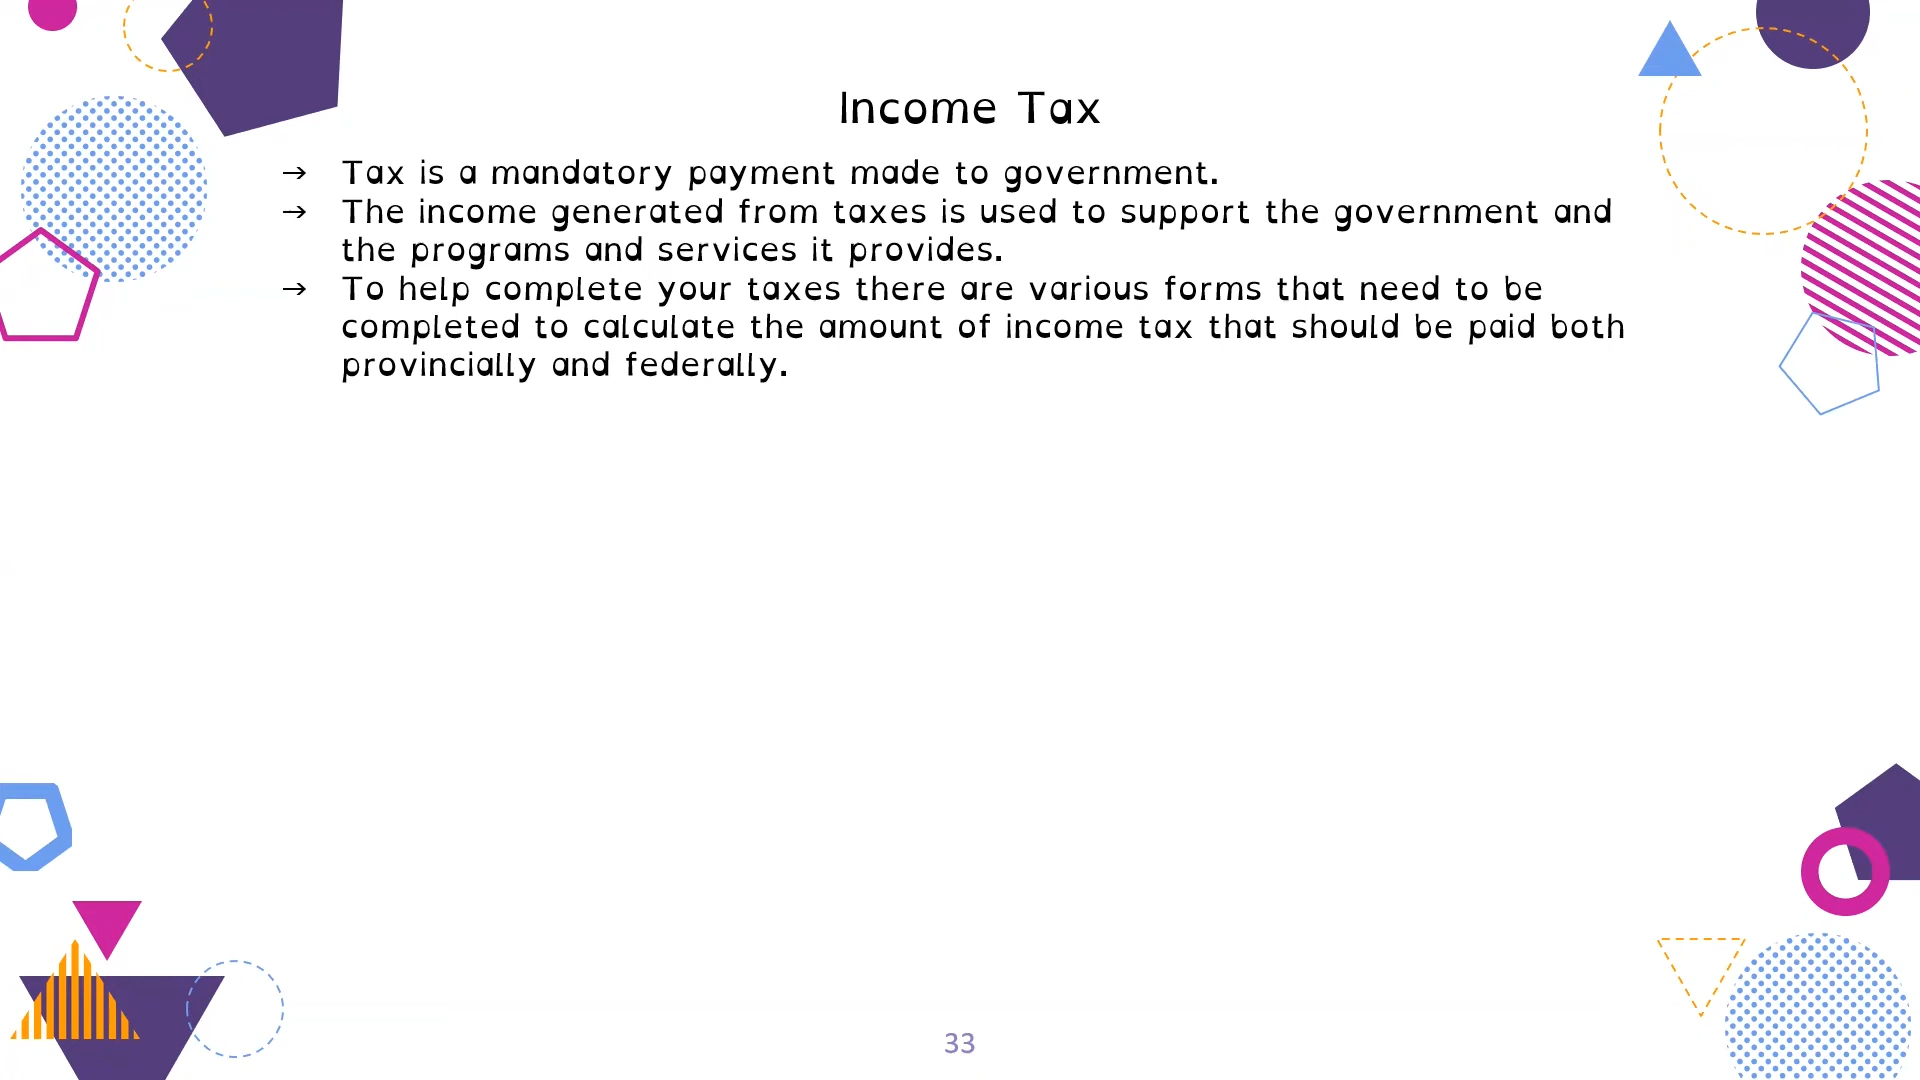 Income Tax
→ Tax is a mandatory payment made to government.
→ The income generated from taxes is used to support the government and
the programs and services it provides.
→ To help complete your taxes there are various forms that need to be
completed to calculate the amount of income tax that should be paid both
provincially and federally.
33